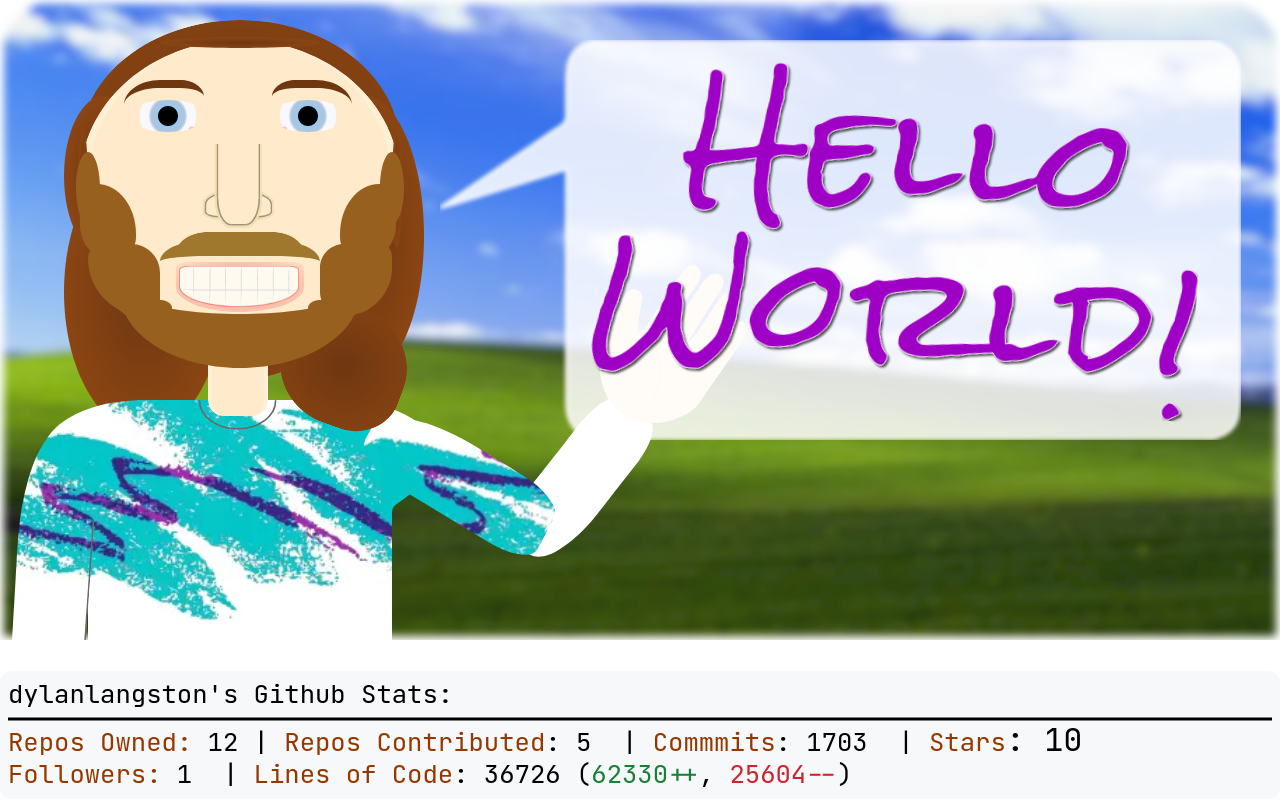 Hello
World!
dylanlangston's Github Stats:
Repos Owned: 12 | Repos Contributed: 5 | Commmits: 1703 | Stars: 10
Followers: 1 | Lines of Code: 36726 (62330++, 25604--)